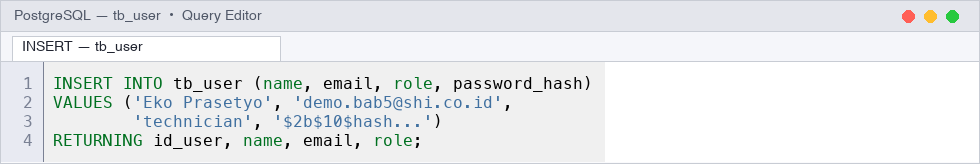 PostgreSQL — tb_user • Query Editor
INSERT — tb_user
1 INSERT INTO tb_user (name, email, role, password_hash)
2 VALUES ('Eko Prasetyo', 'demo.bab5@shi.co.id',
3         'technician', '$2b$10$hash...')
4 RETURNING id_user, name, email, role;